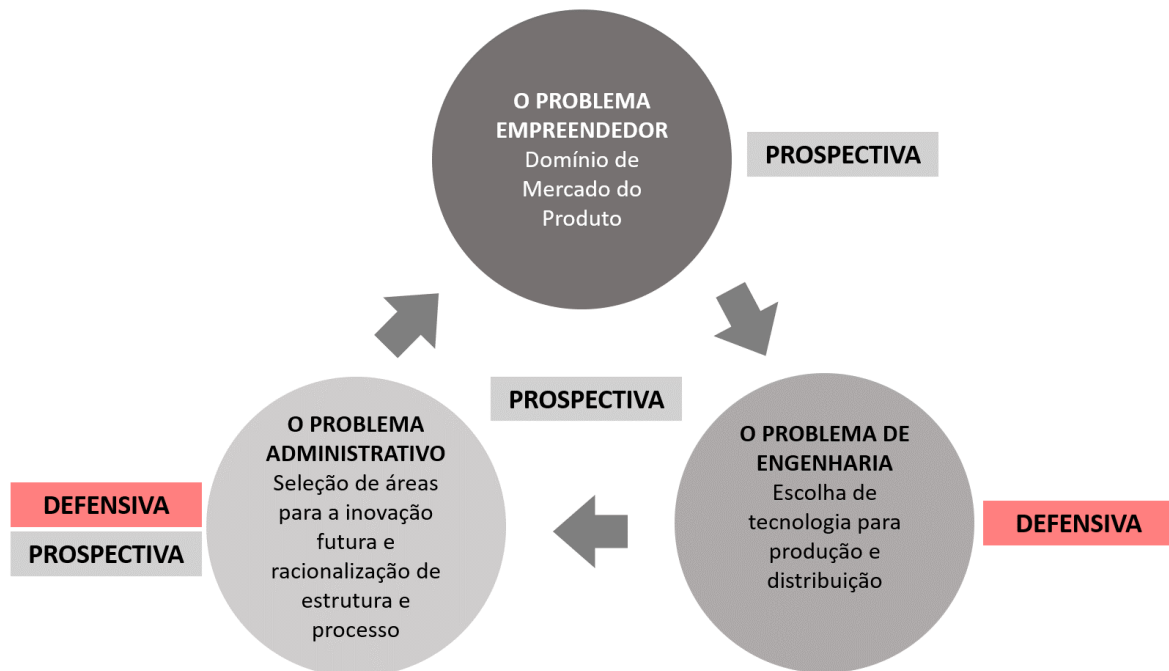 O PROBLEMA
EMPREENDEDOR
Domínio de
Mercado do
Produto
PROSPECTIVA
PROSPECTIVA
O PROBLEMA
ADMINISTRATIVO
Seleção de áreas
para a inovação
futura e
racionalização de
estrutura e
processo
DEFENSIVA
PROSPECTIVA
O PROBLEMA DE
ENGENHARIA
Escolha de
tecnologia para
produção e
distribuição
DEFENSIVA